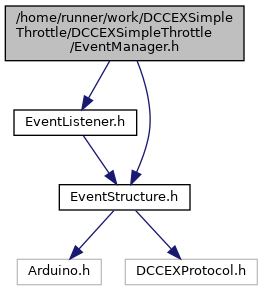 /home/runner/work/DCCEXSimple
Throttle/DCCEXSimpleThrottle
/EventManager.h
EventListener.h
EventStructure.h
Arduino.h
DCCEXProtocol.h